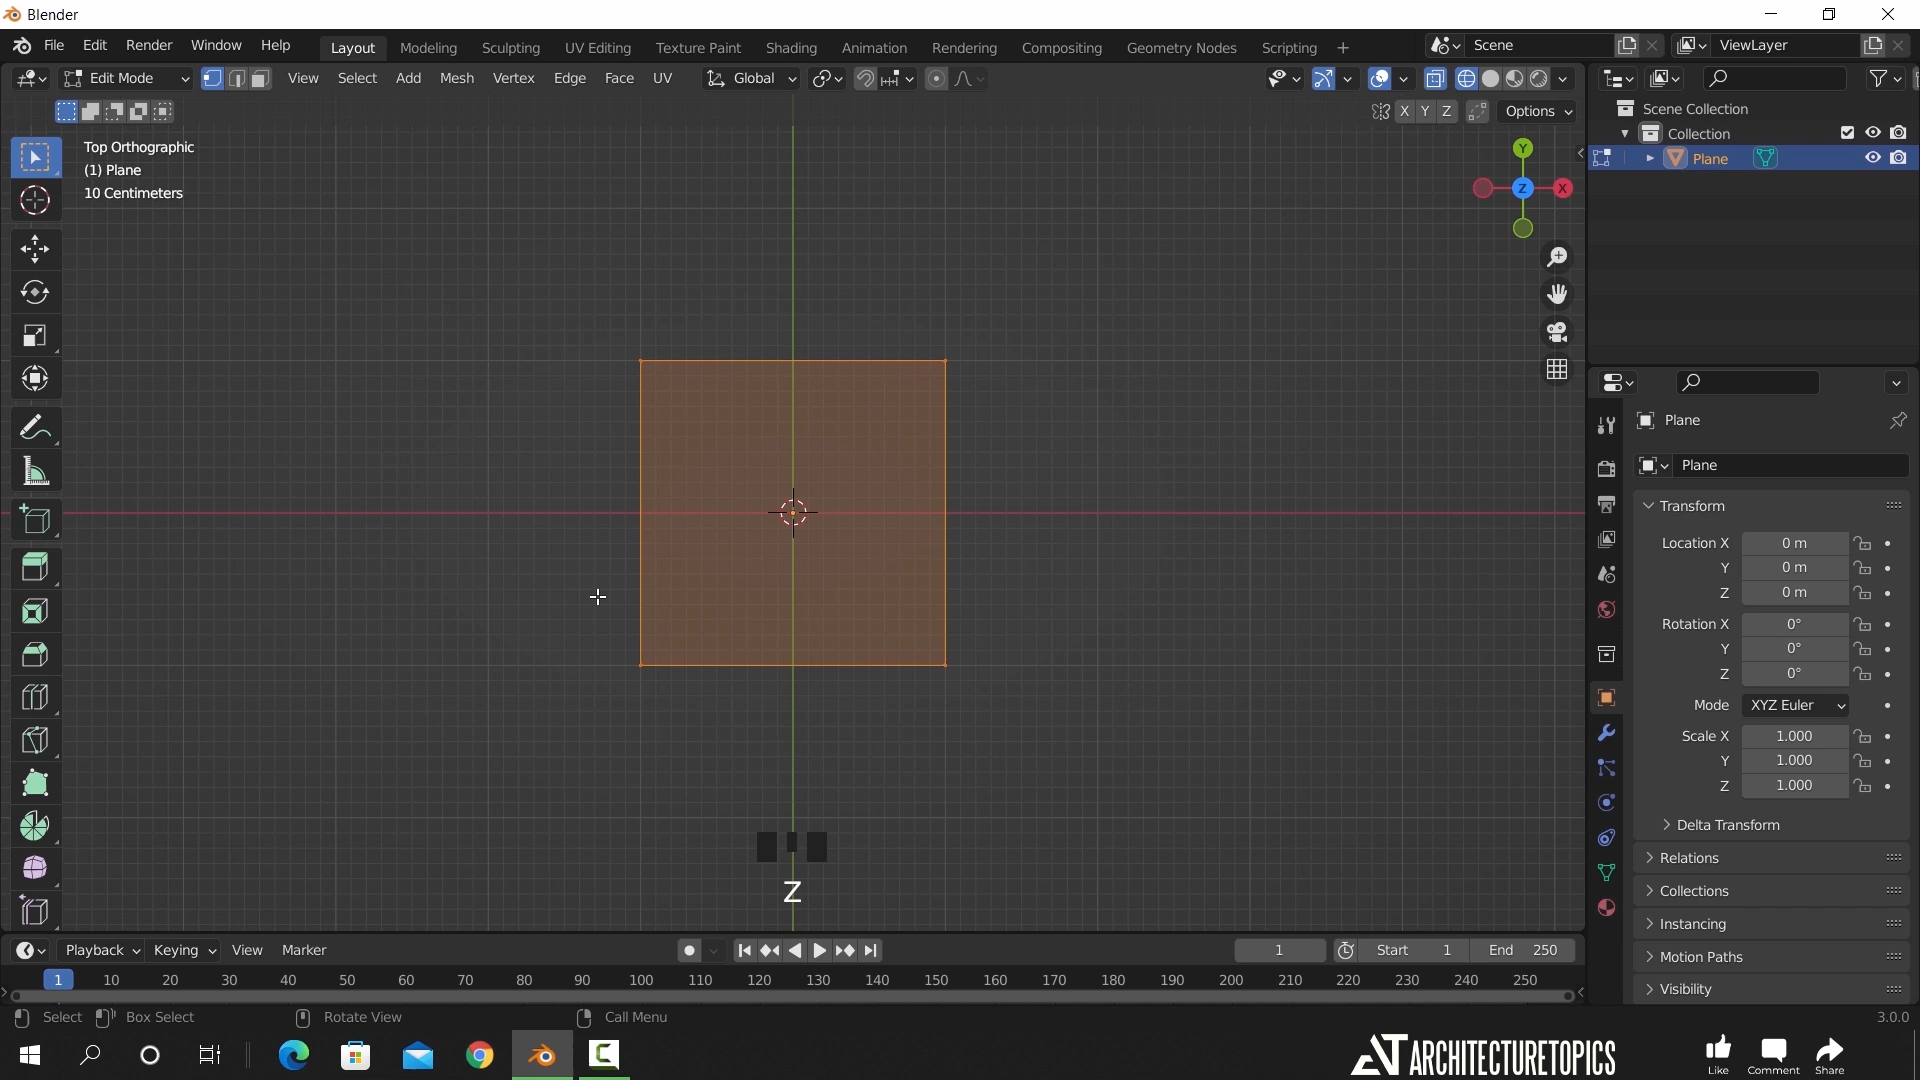 Blender
File Edit Render Window Help Layout Modeling Sculpting UV Editing Texture Paint Shading Animation Rendering Compositing Geometry Nodes Scripting + Scene ViewLayer
Edit Mode View Select Add Mesh Vertex Edge Face UV Global
X Y Z Options
Top Orthographic
(1) Plane
10 Centimeters
Y
Z X
Scene Collection
Collection
Plane
Plane
Plane
Transform
Location X 0 m
Y 0 m
Z 0 m
Rotation X 0°
Y 0°
Z 0°
Mode XYZ Euler
Scale X 1.000
Y 1.000
Z 1.000
Delta Transform
Relations
Collections
Instancing
Motion Paths
Visibility
Z
Playback Keying View Marker 1 Start 1 End 250
1 10 20 30 40 50 60 70 80 90 100 110 120 130 140 150 160 170 180 190 200 210 220 230 240 250
Select Box Select Rotate View Call Menu 3.0.0
AT ARCHITECTURETOPICS
Like Comment Share